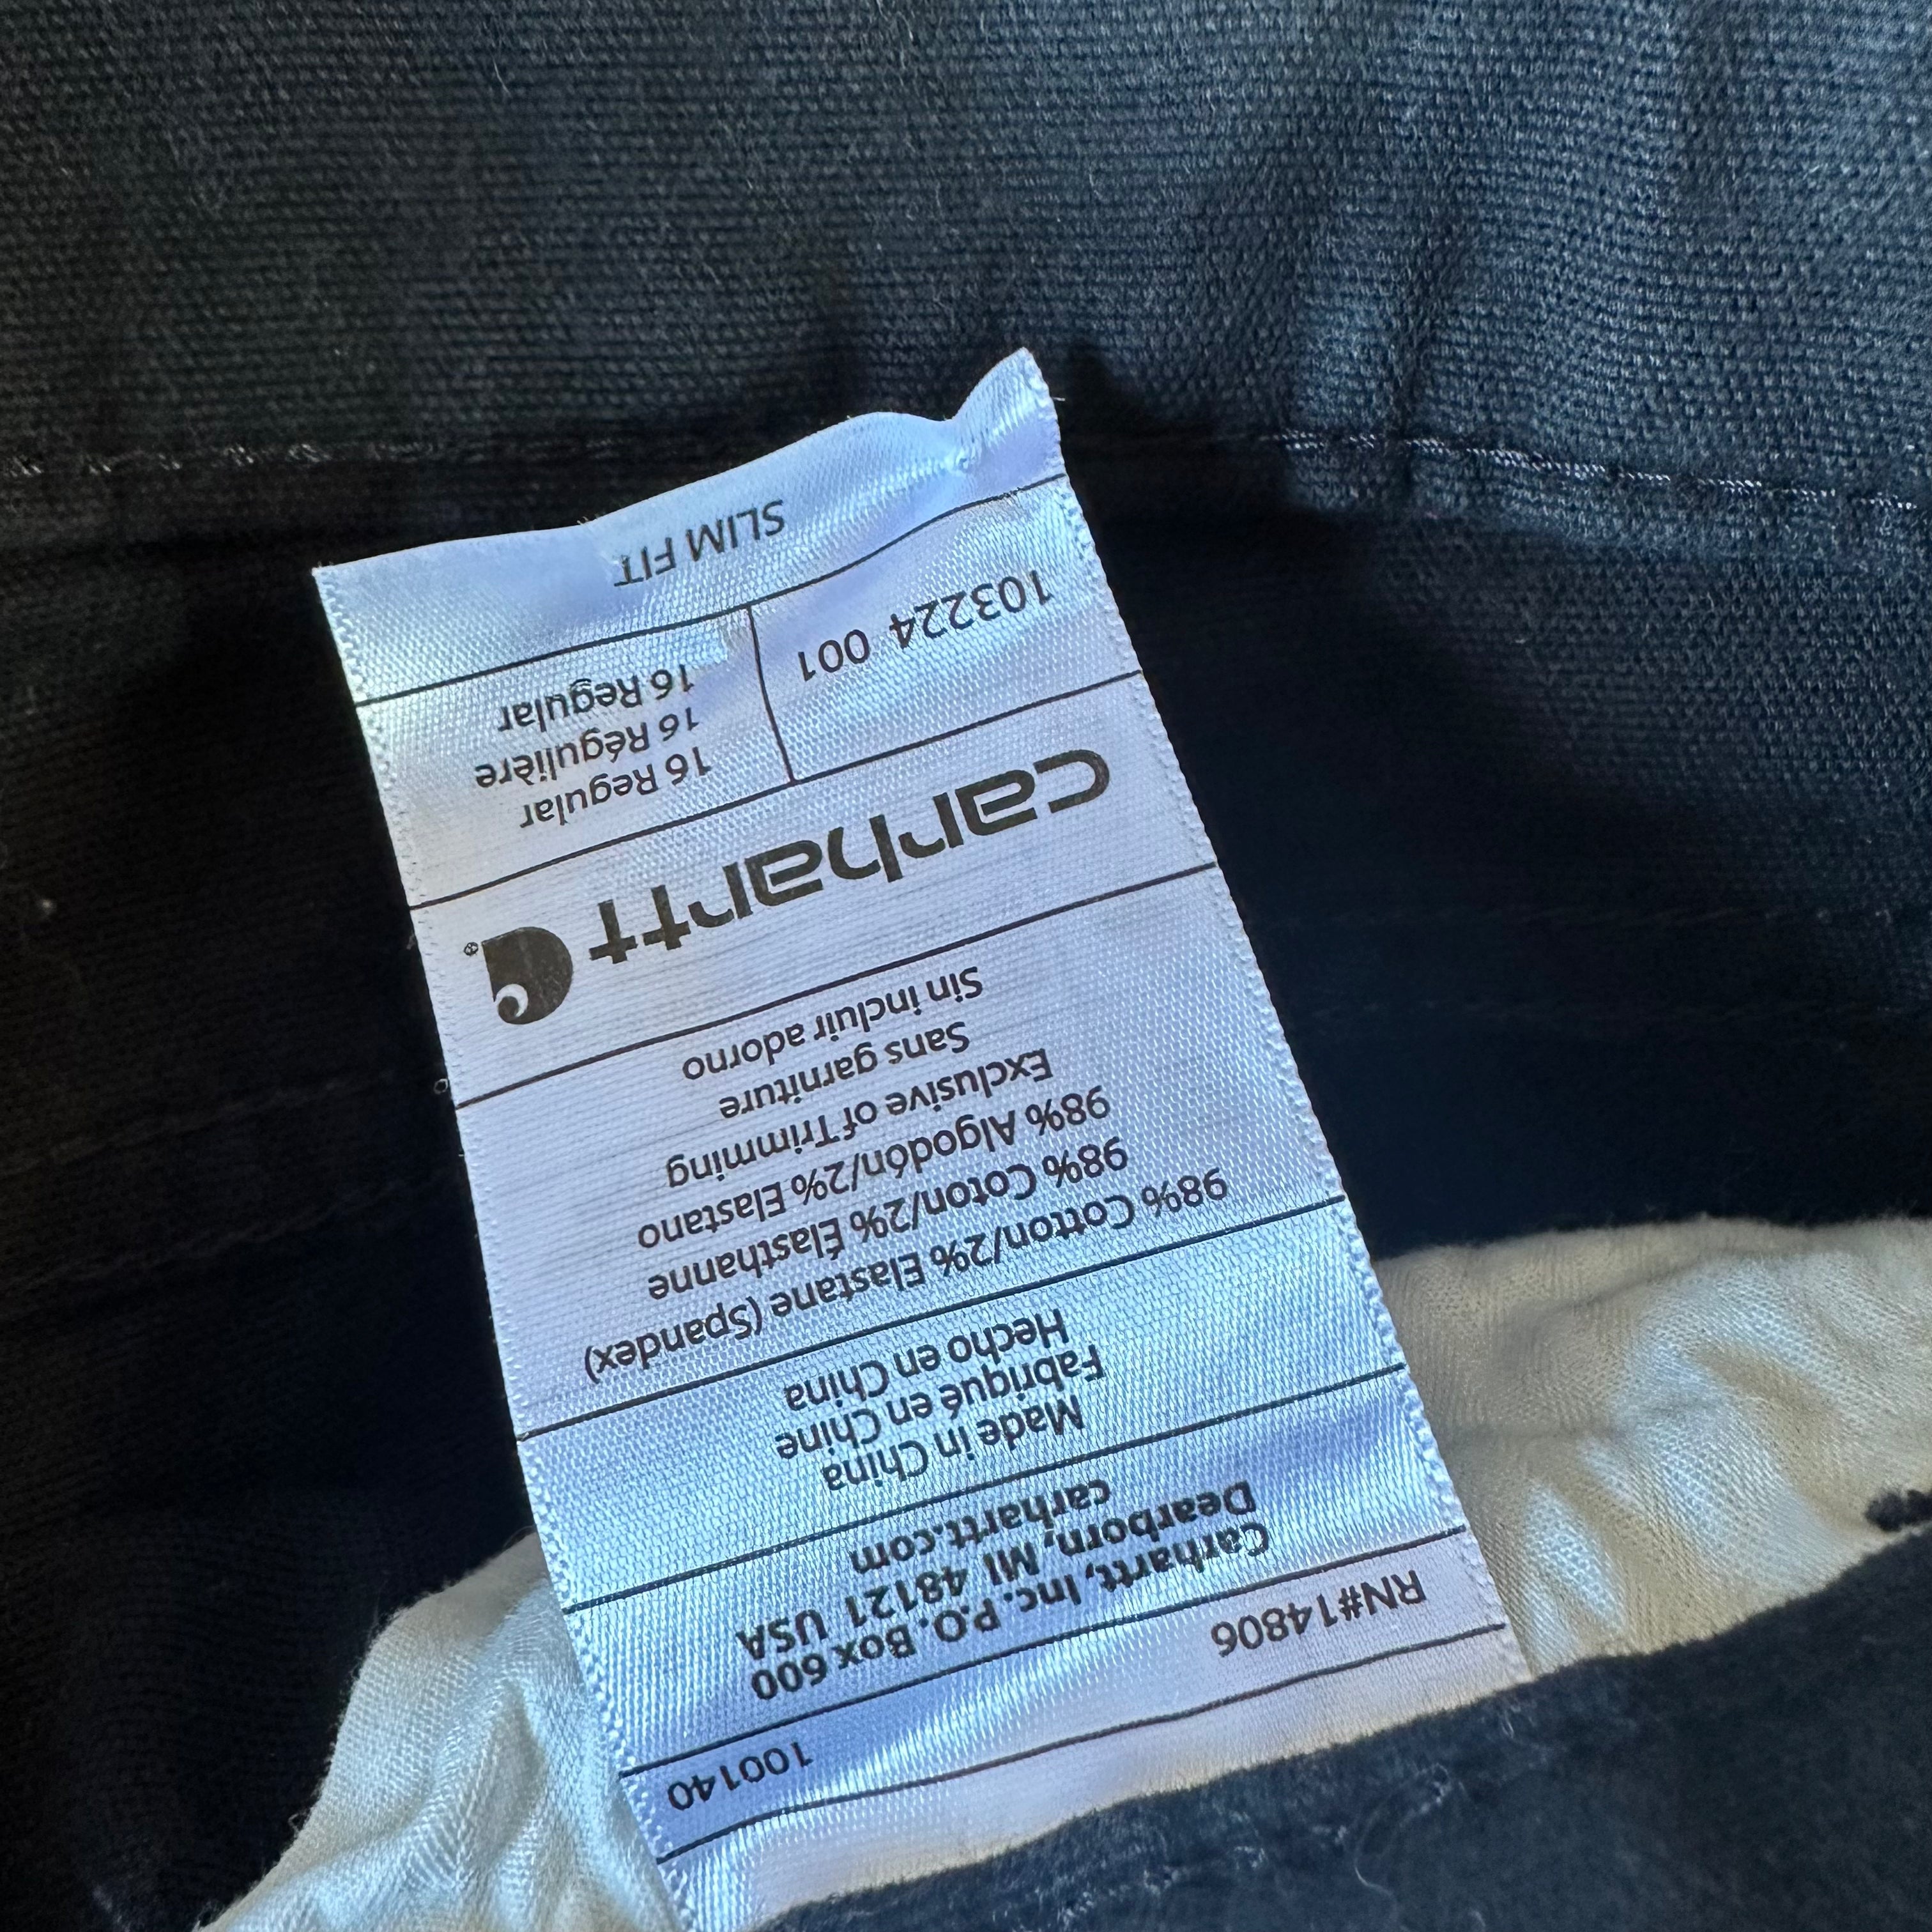 RN#14806 100140
Carhartt, Inc. P.O. Box 600
Dearborn, MI 48121 USA
carhartt.com
Made in China
Fabriqué en Chine
Hecho en China
98% Cotton/2% Elastane (Spandex)
98% Coton/2% Élasthanne
98% Algodón/2% Elastano
Exclusive of Trimming
Sans garniture
Sin incluir adorno
carhartt ®
103224 001
16 Regular
16 Régulière
16 Regular
SLIM FIT